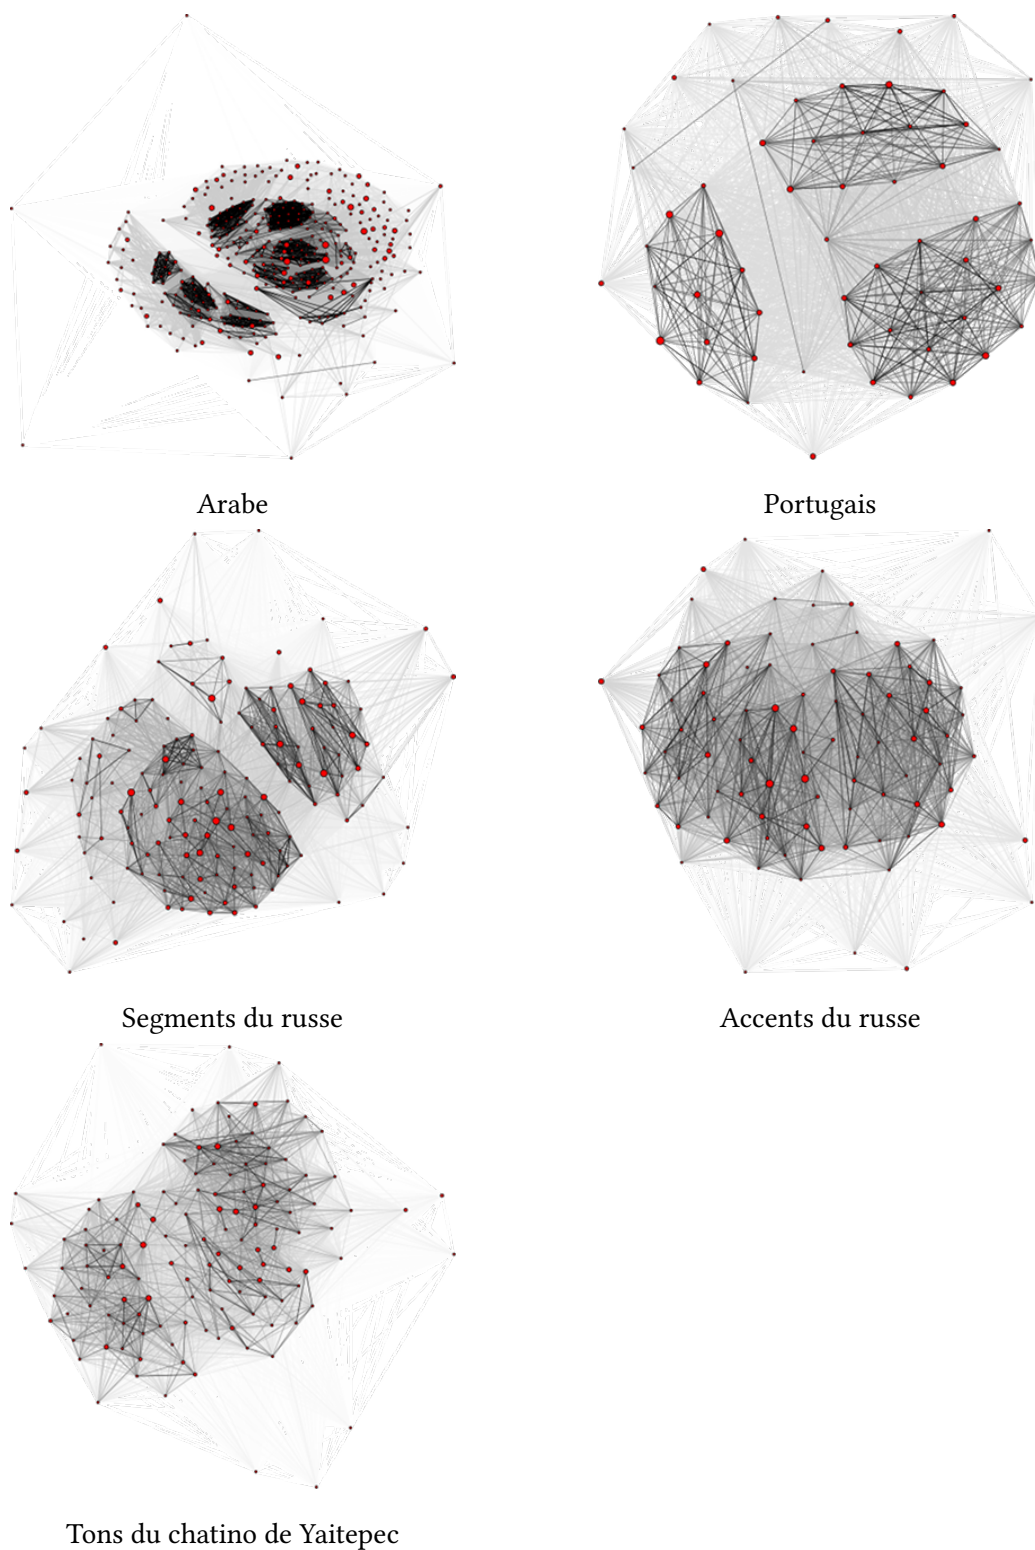 Arabe
Portugais
Segments du russe
Accents du russe
Tons du chatino de Yaitepec